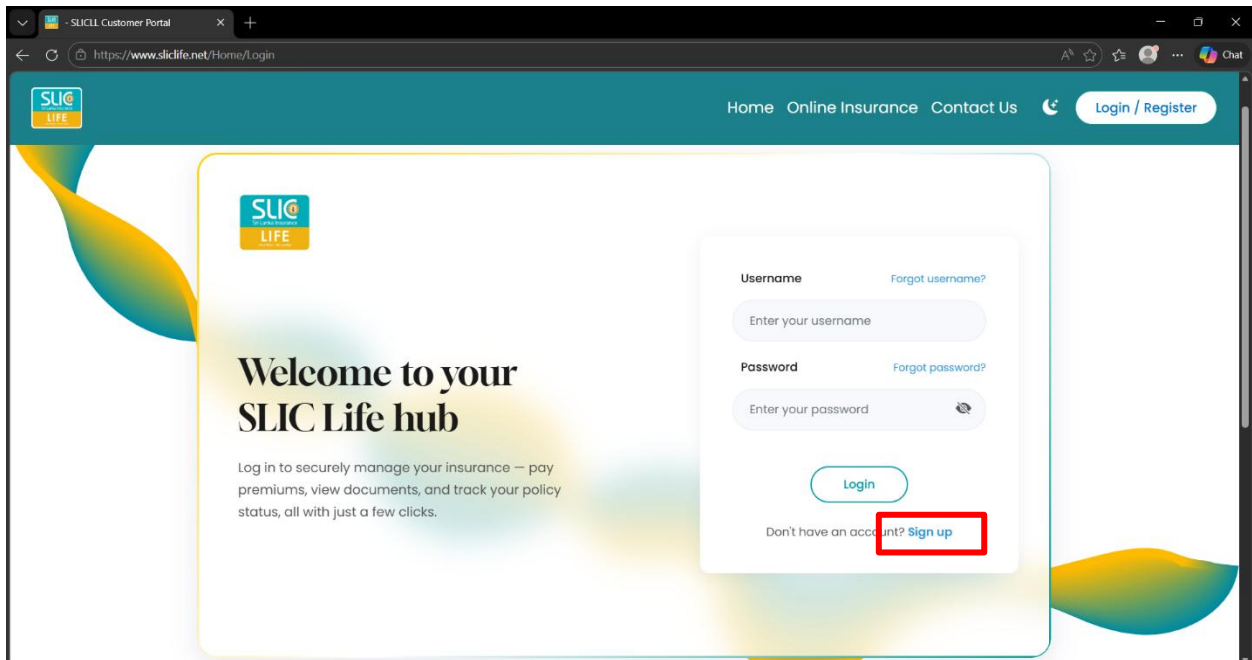 - SLICLL Customer Portal
https://www.sliclife.net/Home/Login
Chat
SLIC
LIFE
Home Online Insurance Contact Us
Login / Register
SLIC
Sri Lanka Insurance
LIFE
Username Forgot username?
Enter your username
Password Forgot password?
Enter your password
Welcome to your
SLIC Life hub
Log in to securely manage your insurance — pay
premiums, view documents, and track your policy
status, all with just a few clicks.
Login
Don't have an account? Sign up